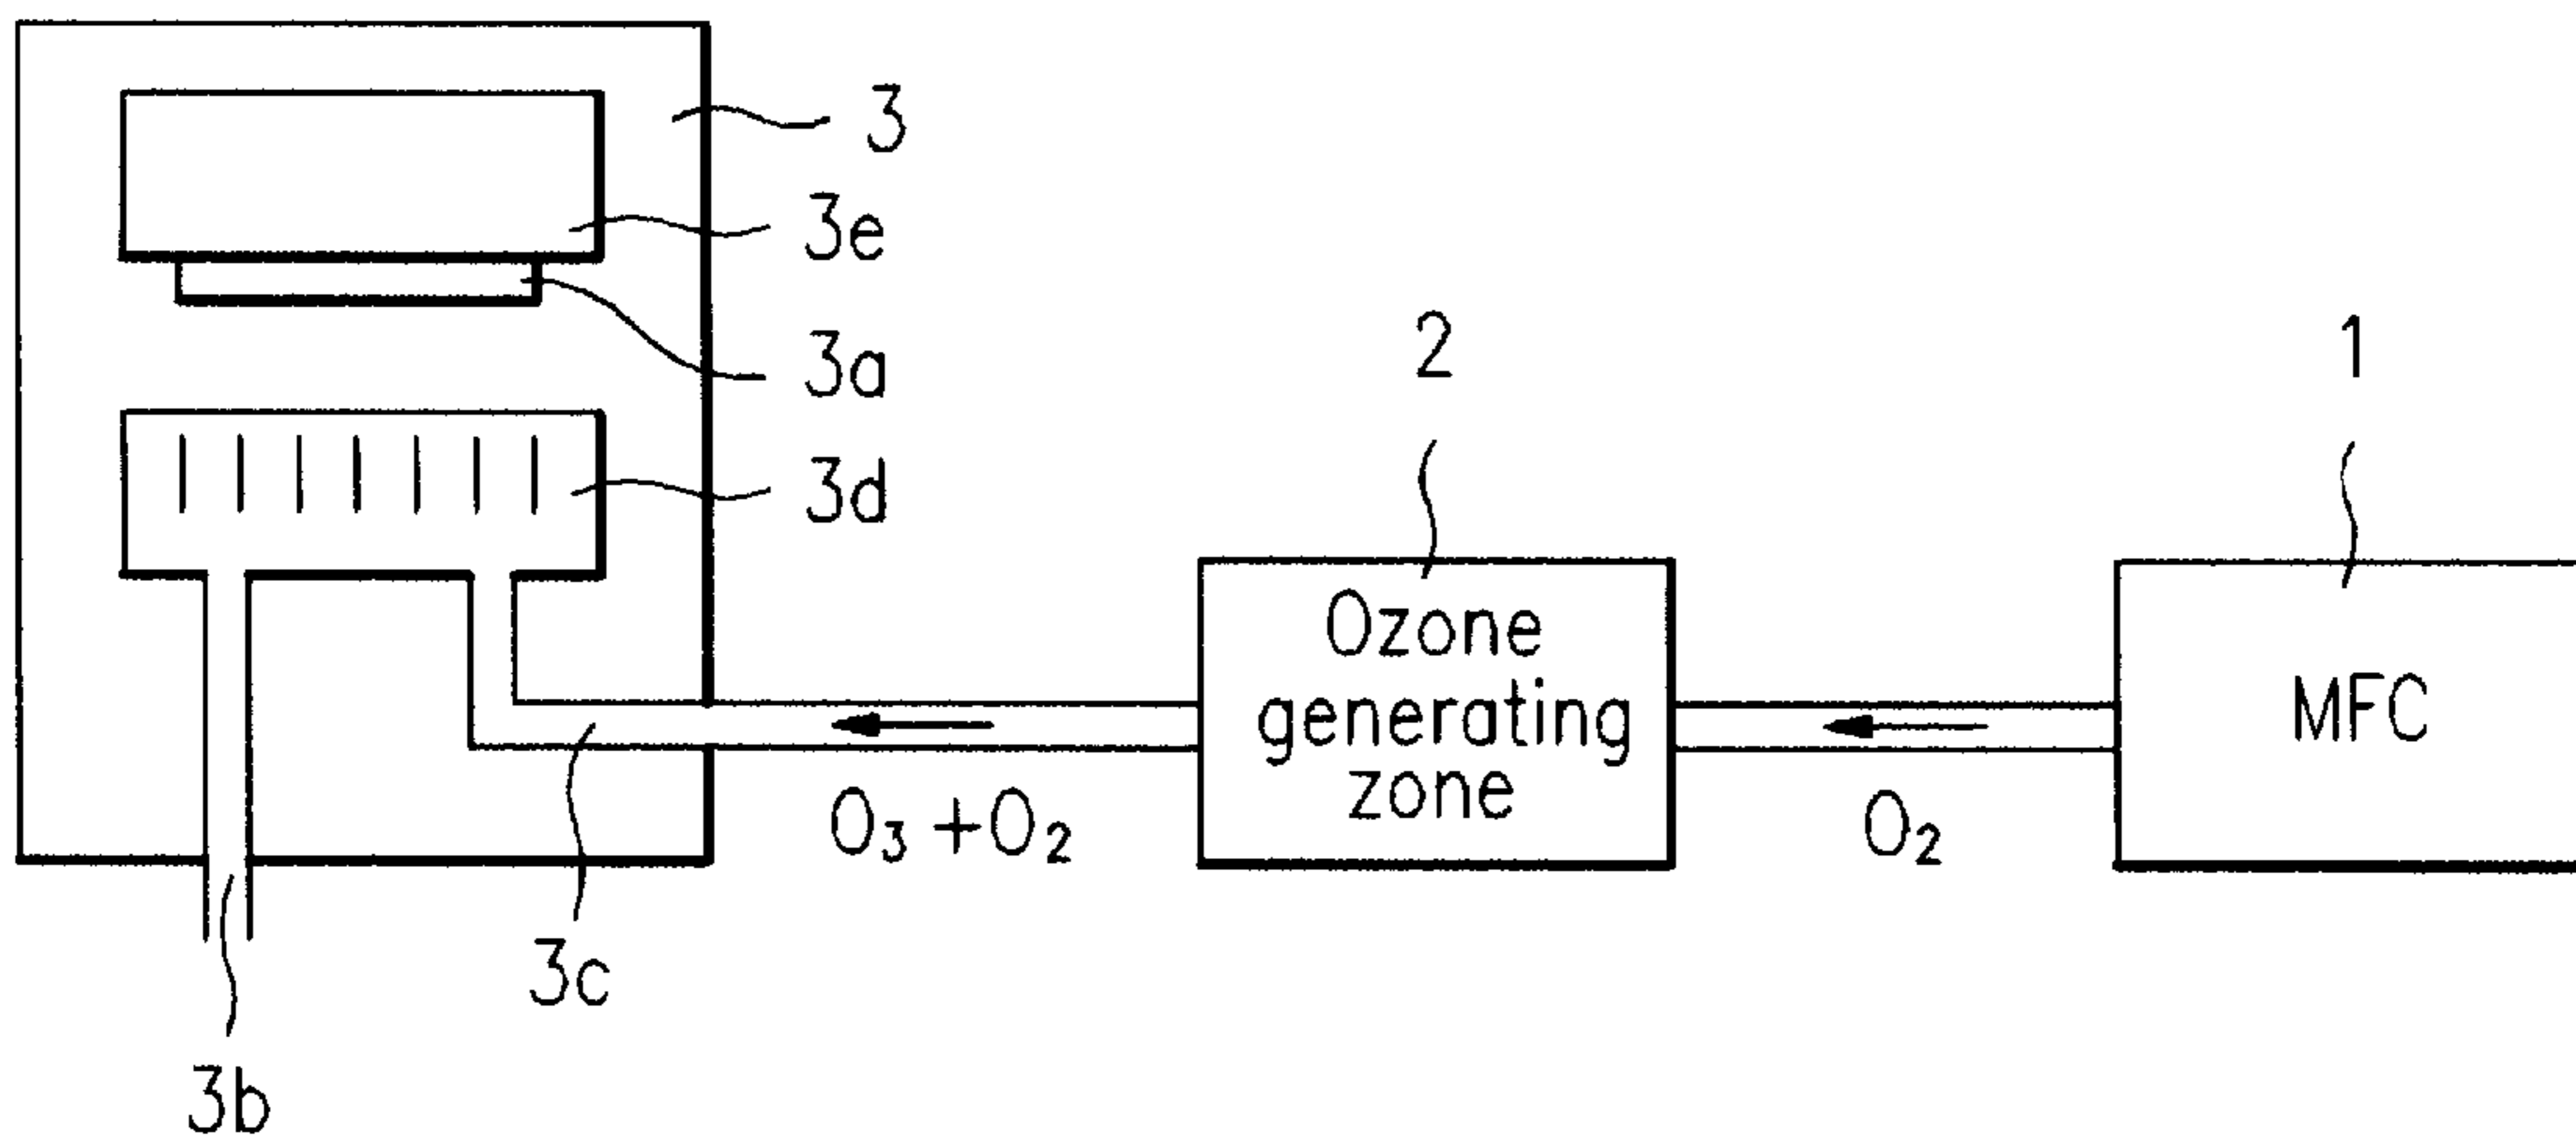 3
3e
3a
3d
2
1
Ozone
generating
zone
MFC
O₃ +O₂
O₂
3c
3b